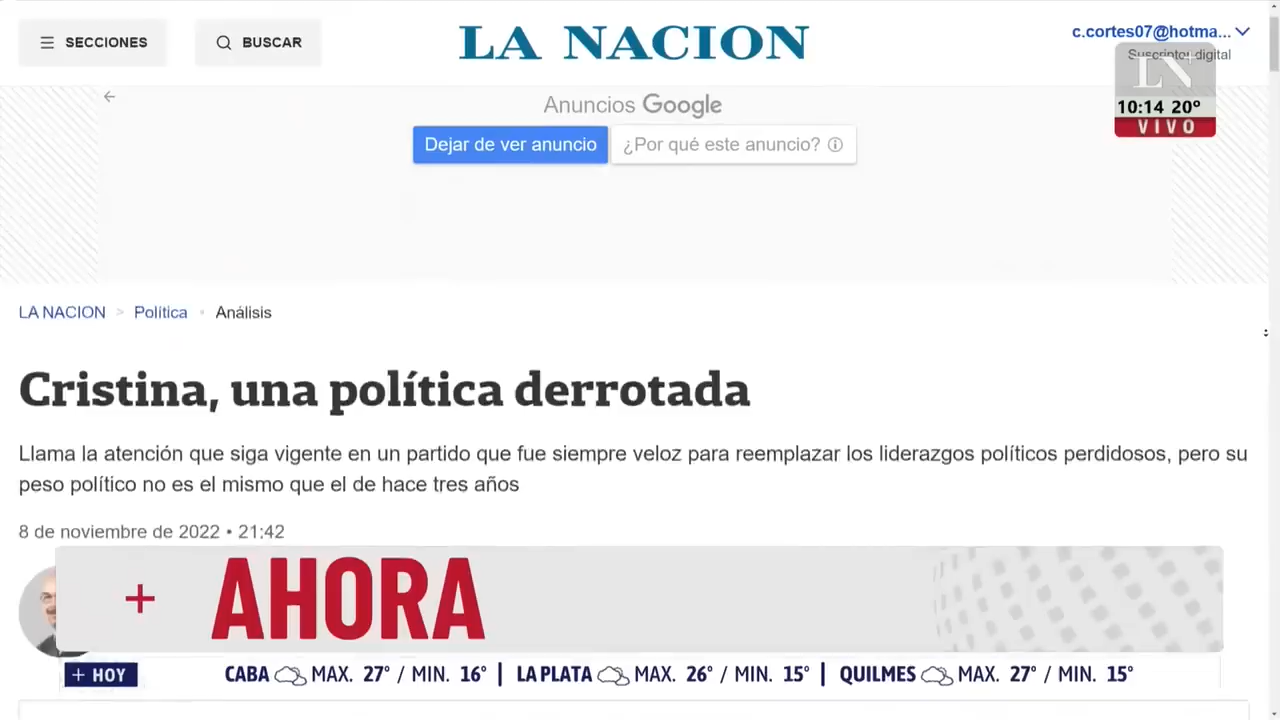 SECCIONES
BUSCAR
LA NACION
c.cortes07@hotma...
Suscriptor digital
LN+
10:14 20°
VIVO
Anuncios Google
Dejar de ver anuncio
¿Por qué este anuncio?
LA NACION > Política • Análisis
Cristina, una política derrotada
Llama la atención que siga vigente en un partido que fue siempre veloz para reemplazar los liderazgos políticos perdidosos, pero su
peso político no es el mismo que el de hace tres años
8 de noviembre de 2022 • 21:42
+ AHORA
+ HOY
CABA MAX. 27° / MIN. 16° | LA PLATA MAX. 26° / MIN. 15° | QUILMES MAX. 27° / MIN. 15°